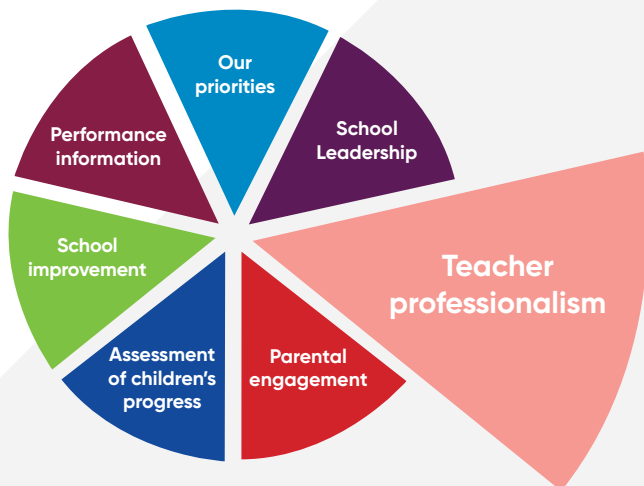 Our
priorities
School
Leadership
Teacher
professionalism
Parental
engagement
Assessment
of children’s
progress
School
improvement
Performance
information